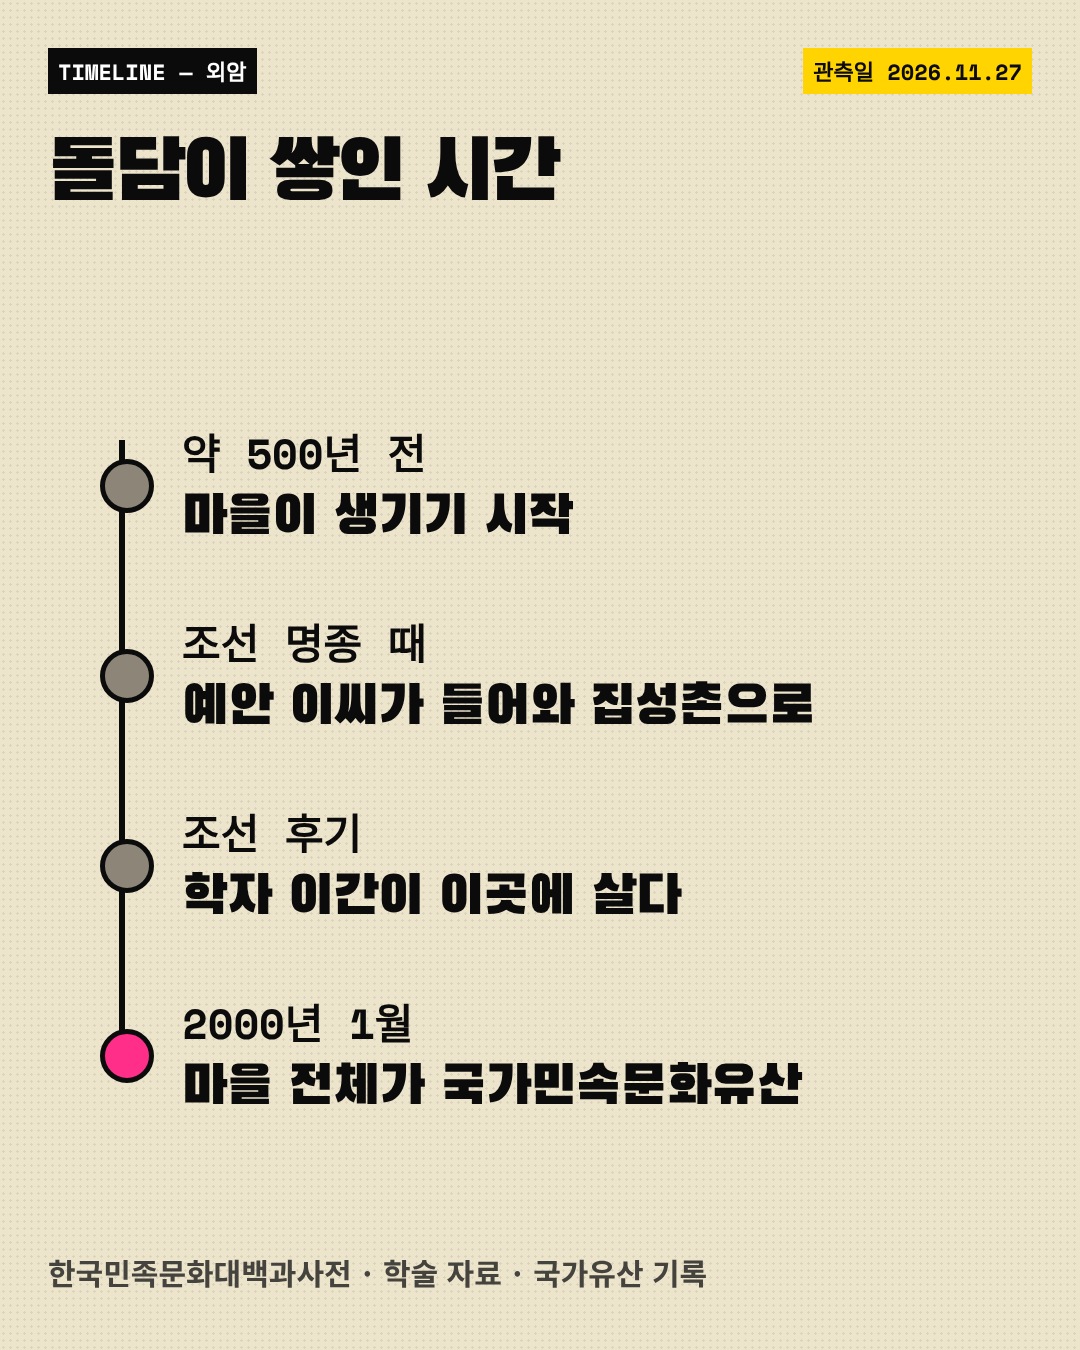 TIMELINE — 외암
관측일 2026.11.27
돌담이 쌓인 시간
약 500년 전
마을이 생기기 시작
조선 명종 때
예안 이씨가 들어와 집성촌으로
조선 후기
학자 이간이 이곳에 살다
2000년 1월
마을 전체가 국가민속문화유산
한국민족문화대백과사전 · 학술 자료 · 국가유산 기록